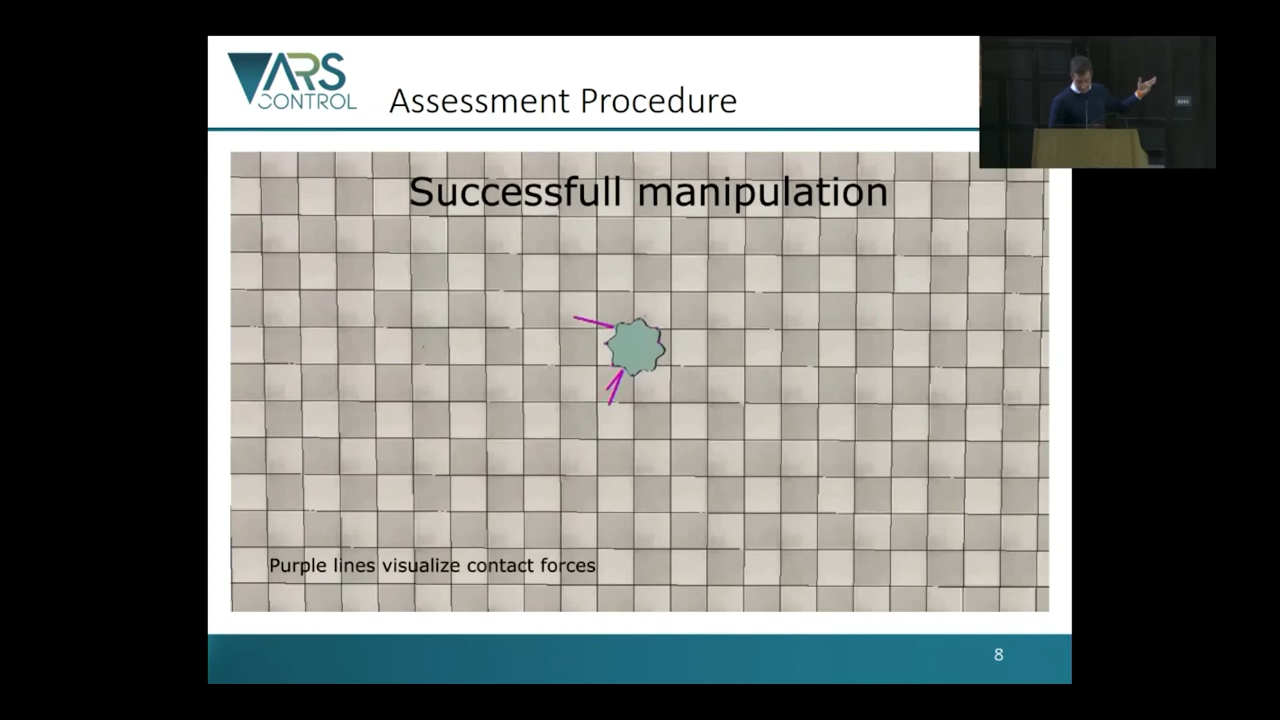 ARS
CONTROL
Assessment Procedure
Successfull manipulation
Purple lines visualize contact forces
8